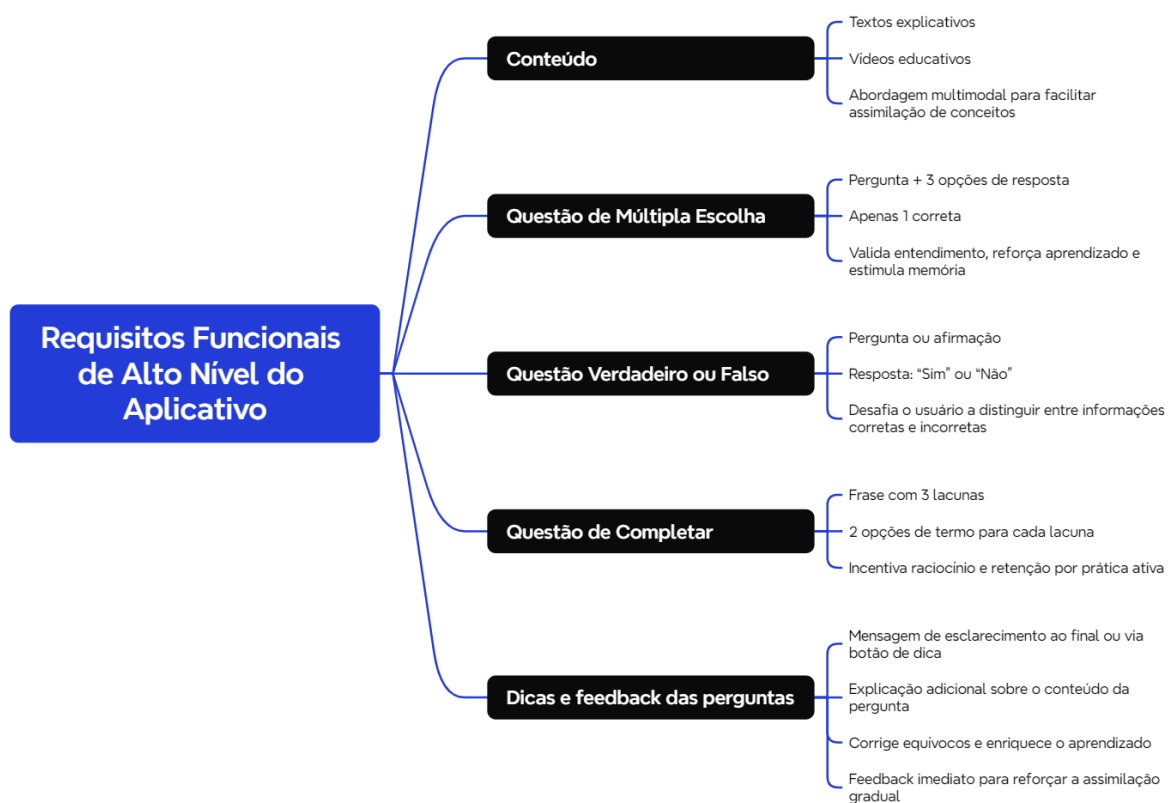 Requisitos Funcionais
de Alto Nível do
Aplicativo
Conteúdo
Textos explicativos
Vídeos educativos
Abordagem multimodal para facilitar
assimilação de conceitos
Questão de Múltipla Escolha
Pergunta + 3 opções de resposta
Apenas 1 correta
Valida entendimento, reforça aprendizado e
estimula memória
Questão Verdadeiro ou Falso
Pergunta ou afirmação
Resposta: "Sim" ou "Não"
Desafia o usuário a distinguir entre informações
corretas e incorretas
Questão de Completar
Frase com 3 lacunas
2 opções de termo para cada lacuna
Incentiva raciocínio e retenção por prática ativa
Dicas e feedback das perguntas
Mensagem de esclarecimento ao final ou via
botão de dica
Explicação adicional sobre o conteúdo da
pergunta
Corrige equívocos e enriquece o aprendizado
Feedback imediato para reforçar a assimilação
gradual